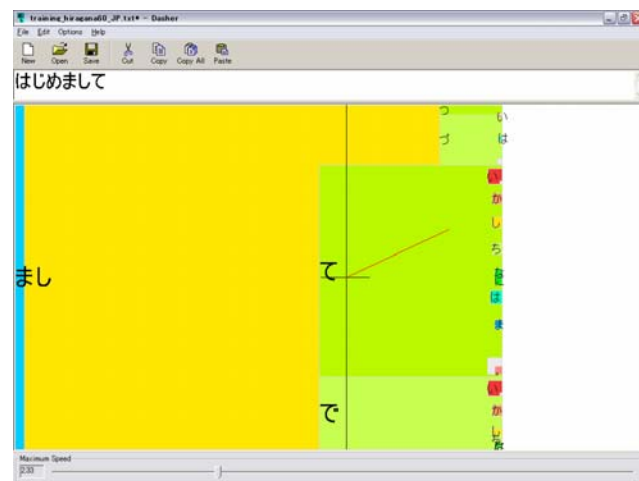 training_hiragana60_JP.txt* - Dasher
File Edit Options Help
New Open Save Cut Copy Copy All Paste
はじめまして
つ い
づ は
い
か
し
まし て ち
は
ま
い
で か
し
Maximum Speed
2.33